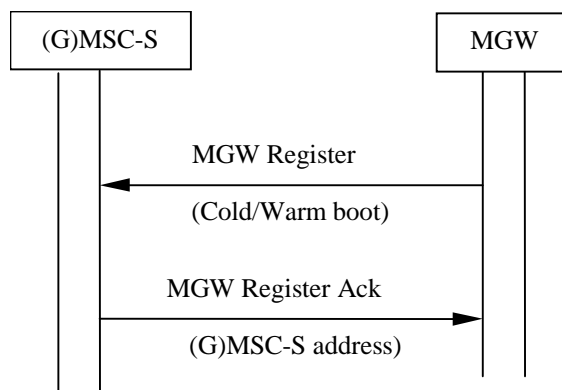 (G)MSC-S
MGW
MGW Register
(Cold/Warm boot)
MGW Register Ack
(G)MSC-S address)